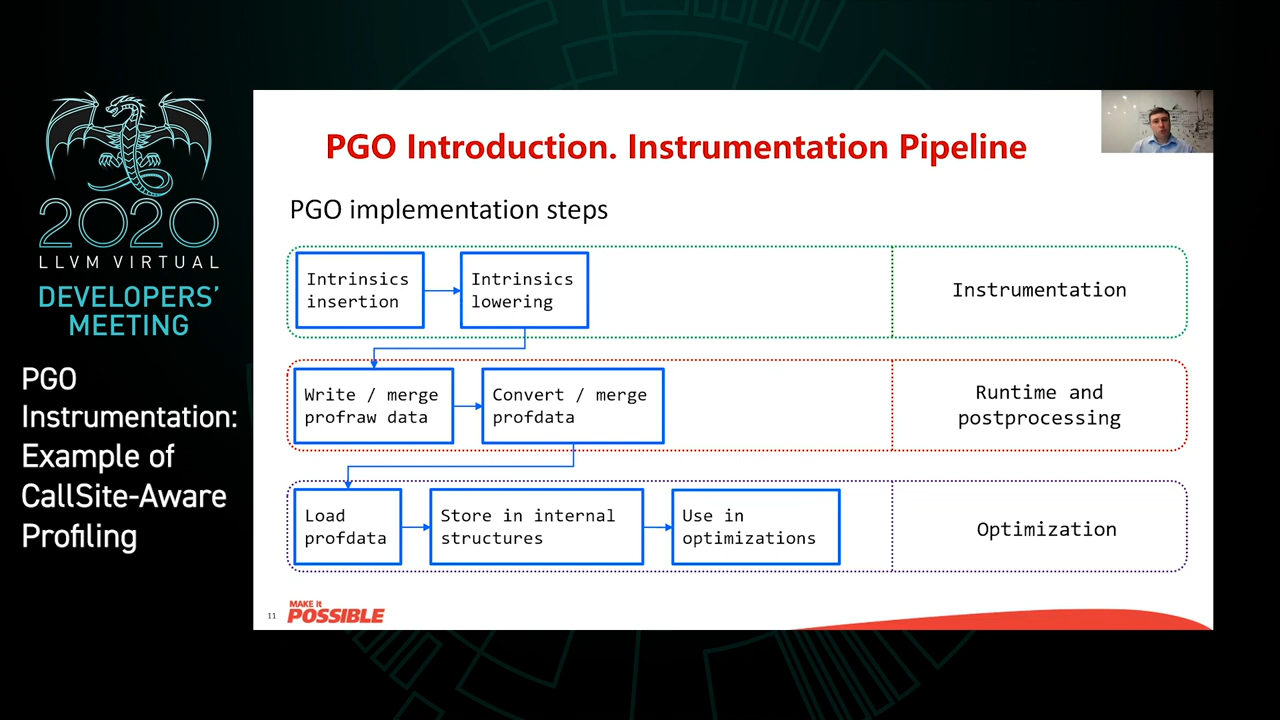 2020
LLVM VIRTUAL
DEVELOPERS'
MEETING
PGO
Instrumentation:
Example of
CallSite-Aware
Profiling
PGO Introduction. Instrumentation Pipeline
PGO implementation steps
Intrinsics
insertion
Intrinsics
lowering
Instrumentation
Write / merge
profraw data
Convert / merge
profdata
Runtime and
postprocessing
Load
profdata
Store in internal
structures
Use in
optimizations
Optimization
11
MAKE it
POSSIBLE